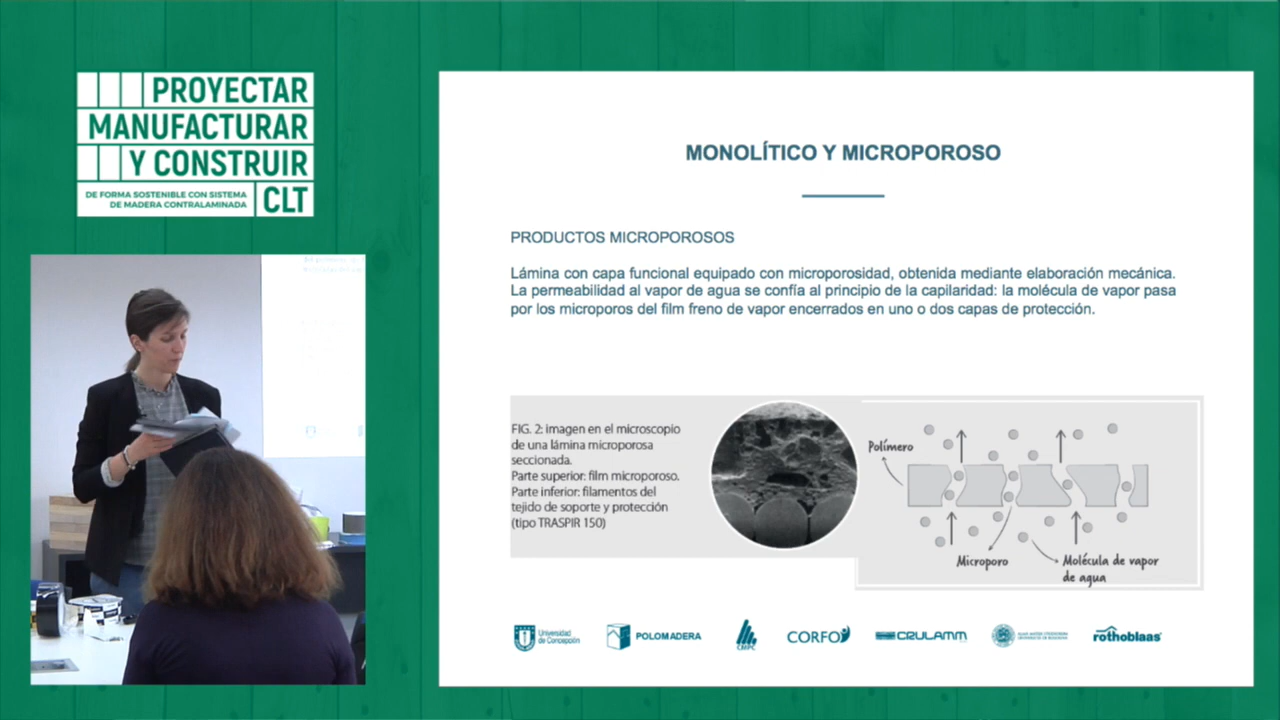 PROYECTAR
MANUFACTURAR
Y CONSTRUIR
DE FORMA SOSTENIBLE CON SISTEMA
DE MADERA CONTRALAMINADA
CLT
MONOLÍTICO Y MICROPOROSO
PRODUCTOS MICROPOROSOS
Lámina con capa funcional equipado con microporosidad, obtenida mediante elaboración mecánica.
La permeabilidad al vapor de agua se confía al principio de la capilaridad: la molécula de vapor pasa
por los microporos del film freno de vapor encerrados en uno o dos capas de protección.
FIG. 2: imagen en el microscopio
de una lámina microporosa
seccionada.
Parte superior: film microporoso.
Parte inferior: filamentos del
tejido de soporte y protección
(tipo TRASPIR 150)
Polímero
Microporo
Molécula de vapor
de agua
Universidad
de Concepción
POLOMADERA
CMPC
CORFO
CRULAMM
rothoblaas